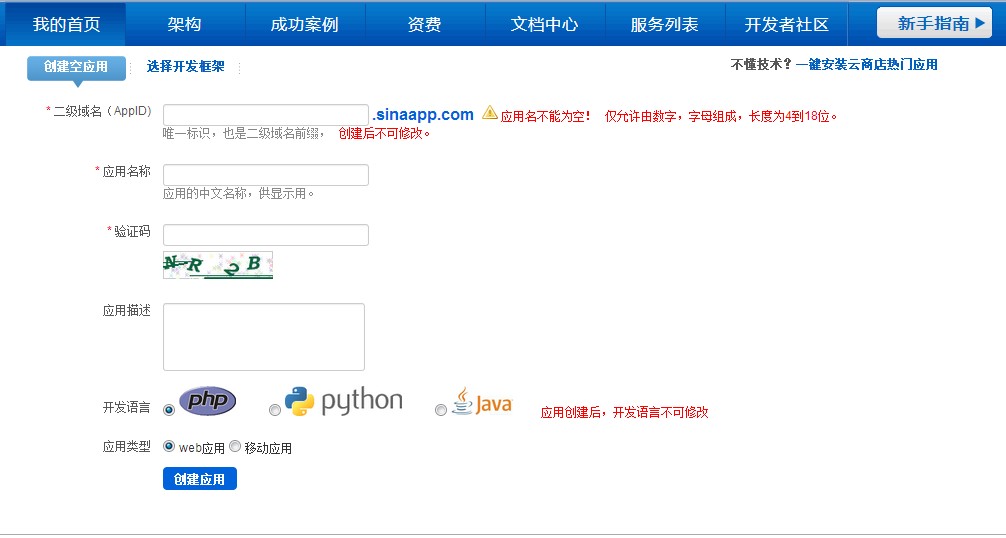 我的首页 架构 成功案例 资费 文档中心 服务列表 开发者社区 新手指南
创建空应用 选择开发框架 不懂技术？一键安装云商店热门应用
* 二级域名（AppID) .sinaapp.com 应用名不能为空！ 仅允许由数字，字母组成，长度为4到18位。
唯一标识，也是二级域名前缀， 创建后不可修改。
* 应用名称
应用的中文名称，供显示用。
* 验证码
N R 2 B
应用描述
开发语言 php python Java 应用创建后，开发语言不可修改
应用类型 web应用 移动应用
创建应用